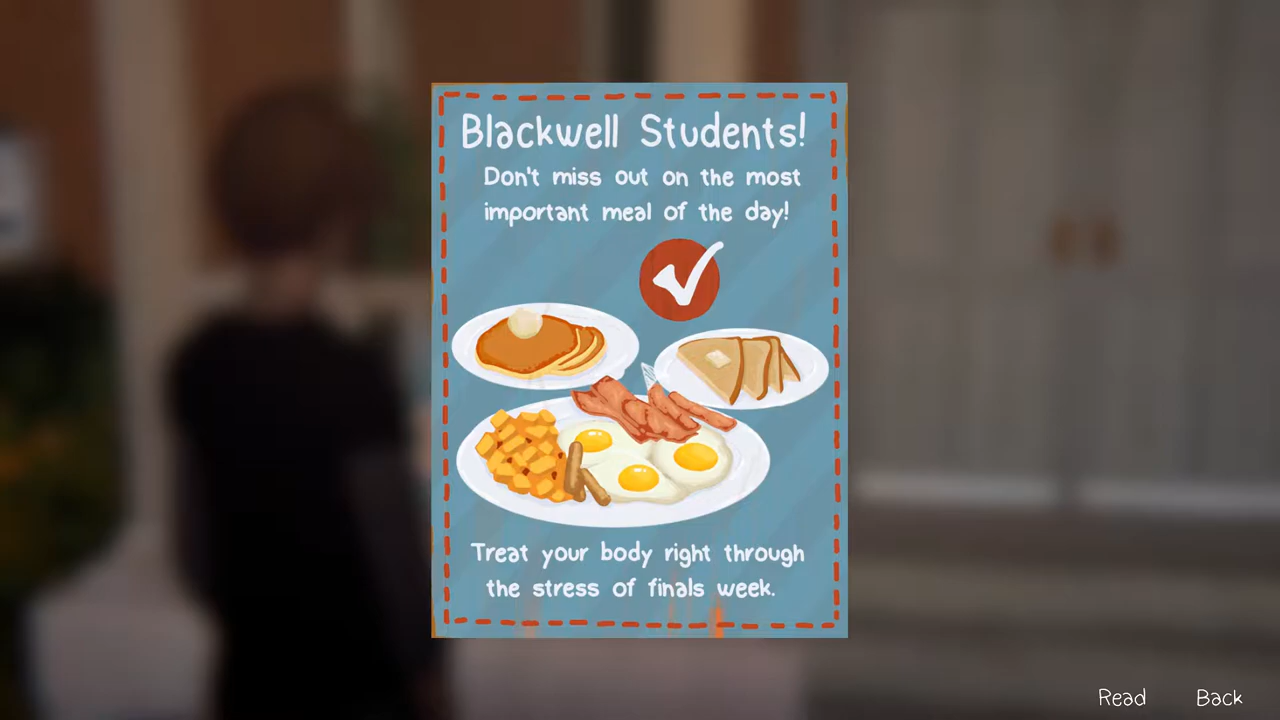 Blackwell Students!
Don't miss out on the most
important meal of the day!
Treat your body right through
the stress of finals week.
Read Back